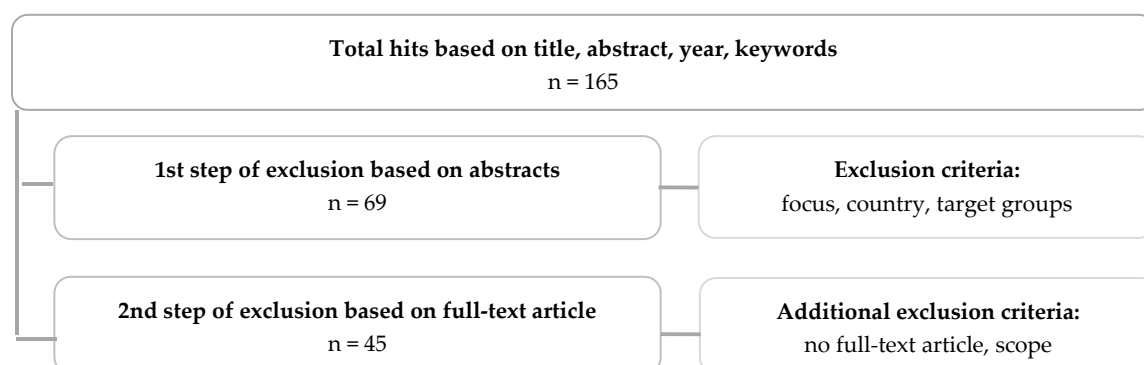 Total hits based on title, abstract, year, keywords
n = 165
1st step of exclusion based on abstracts
n = 69
Exclusion criteria:
focus, country, target groups
2nd step of exclusion based on full-text article
n = 45
Additional exclusion criteria:
no full-text article, scope